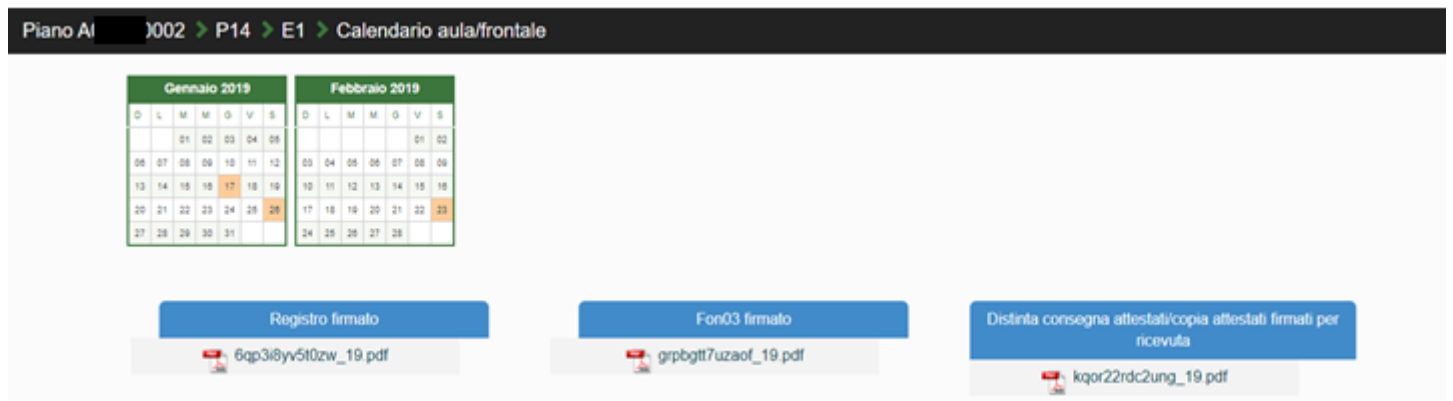 Piano A 0002 > P14 > E1 > Calendario aula/frontale
Gennaio 2019
D L M M G V S
01 02 03 04 05
06 07 08 09 10 11 12
13 14 15 16 17 18 19
20 21 22 23 24 25 26
27 28 29 30 31
Febbraio 2019
D L M M G V S
01 02
03 04 05 06 07 08 09
10 11 12 13 14 15 16
17 18 19 20 21 22 23
24 25 26 27 28
Registro firmato
6qp3i8yv5t0zw_19.pdf
Fon03 firmato
grpbgtt7uzaof_19.pdf
Distinta consegna attestati/copia attestati firmati per
ricevuta
kqor22rdc2ung_19.pdf